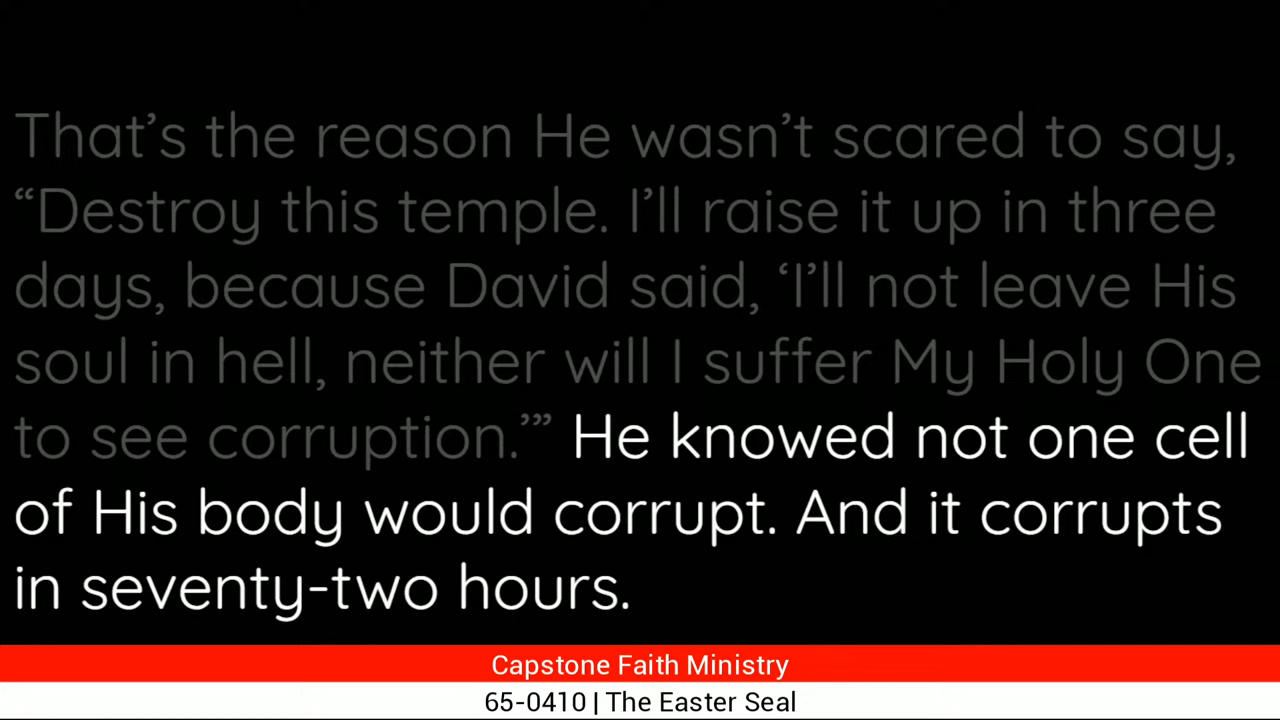 That’s the reason He wasn’t scared to say,
“Destroy this temple. I’ll raise it up in three
days, because David said, ‘I’ll not leave His
soul in hell, neither will I suffer My Holy One
to see corruption.’” He knowed not one cell
of His body would corrupt. And it corrupts
in seventy-two hours.
Capstone Faith Ministry
65-0410 | The Easter Seal